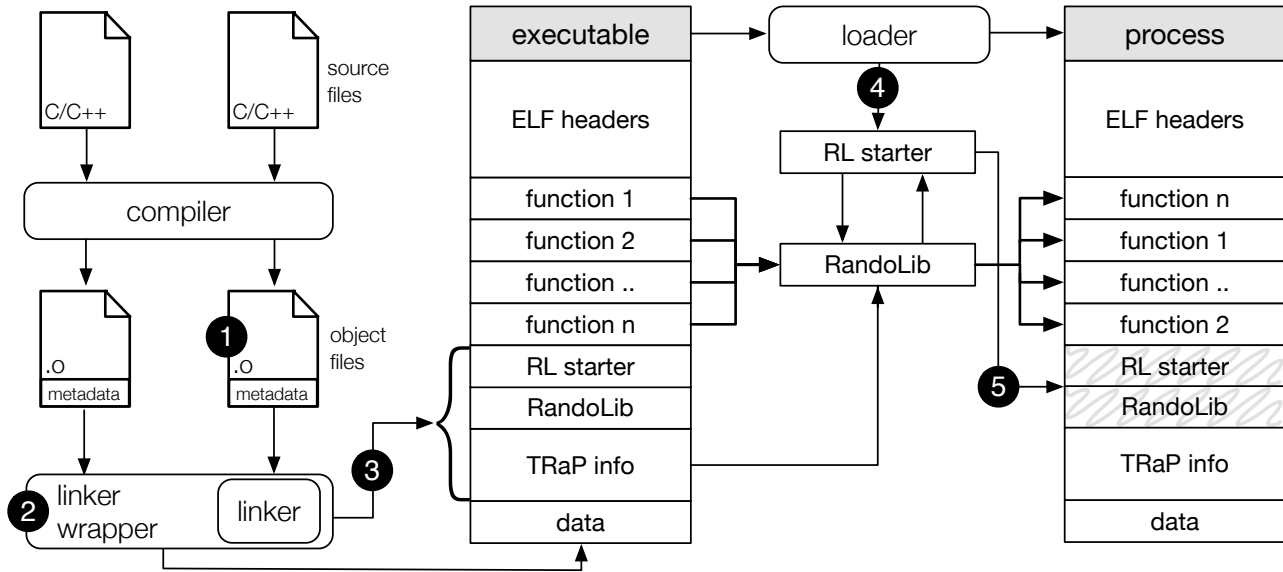 C/C++
C/C++
source
files
compiler
1
.o
metadata
.o
metadata
object
files
2
linker
wrapper
linker
3
executable
ELF headers
function 1
function 2
function ..
function n
RL starter
RandoLib
TRaP info
data
loader
4
RL starter
RandoLib
5
process
ELF headers
function n
function 1
function ..
function 2
RL starter
RandoLib
TRaP info
data